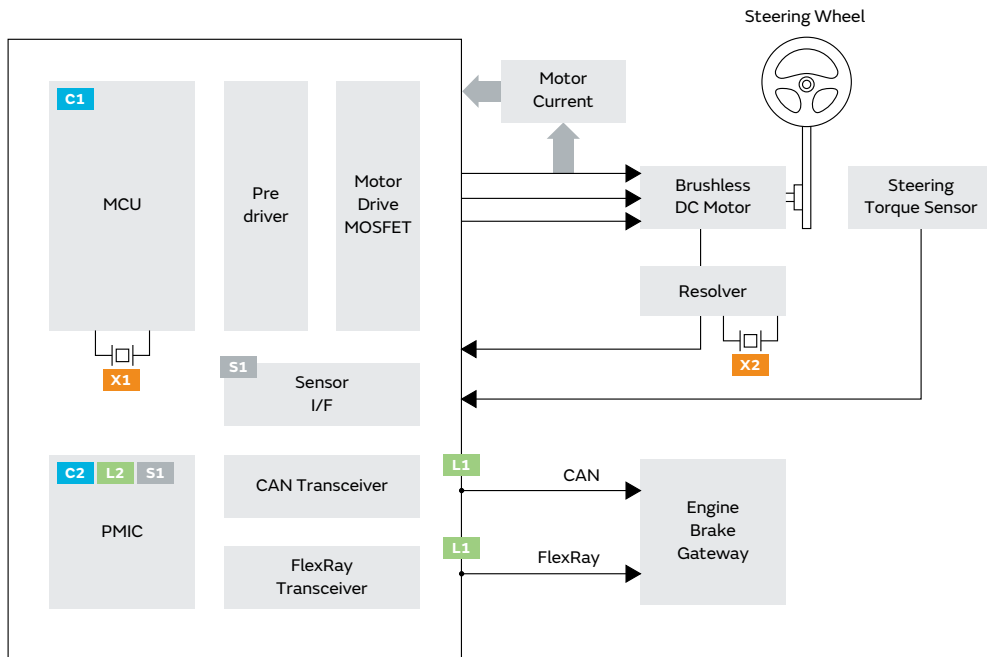 Steering Wheel
C1
MCU
X1
Pre
driver
Motor
Drive
MOSFET
Motor
Current
Brushless
DC Motor
Steering
Torque Sensor
Resolver
X2
S1
Sensor
I/F
C2 L2 S1
PMIC
CAN Transceiver
L1
CAN
FlexRay
Transceiver
L1
FlexRay
Engine
Brake
Gateway